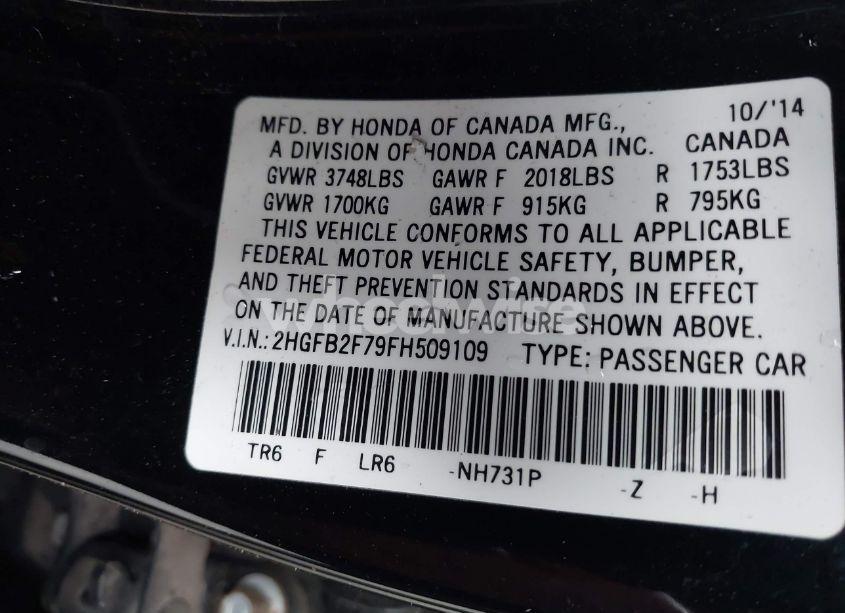 10/'14
MFD. BY HONDA OF CANADA MFG.,
A DIVISION OF HONDA CANADA INC. CANADA
GVWR 3748LBS GAWR F 2018LBS R 1753LBS
GVWR 1700KG GAWR F 915KG R 795KG
THIS VEHICLE CONFORMS TO ALL APPLICABLE
FEDERAL MOTOR VEHICLE SAFETY, BUMPER,
AND THEFT PREVENTION STANDARDS IN EFFECT
ON THE DATE OF MANUFACTURE SHOWN ABOVE.
V.I.N.: 2HGFB2F79FH509109 TYPE: PASSENGER CAR
TR6 F LR6 -NH731P -Z -H
wheelwire